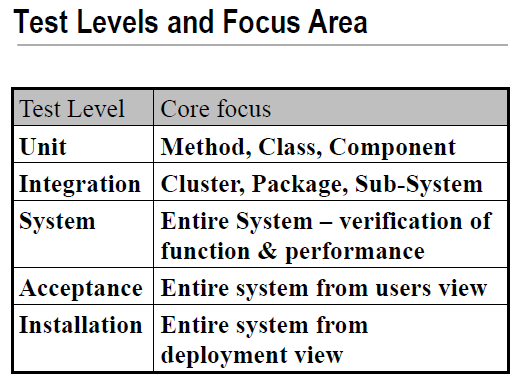 Test Levels and Focus Area
Test Level Core focus
Unit Method, Class, Component
Integration Cluster, Package, Sub-System
System Entire System – verification of
function & performance
Acceptance Entire system from users view
Installation Entire system from
deployment view